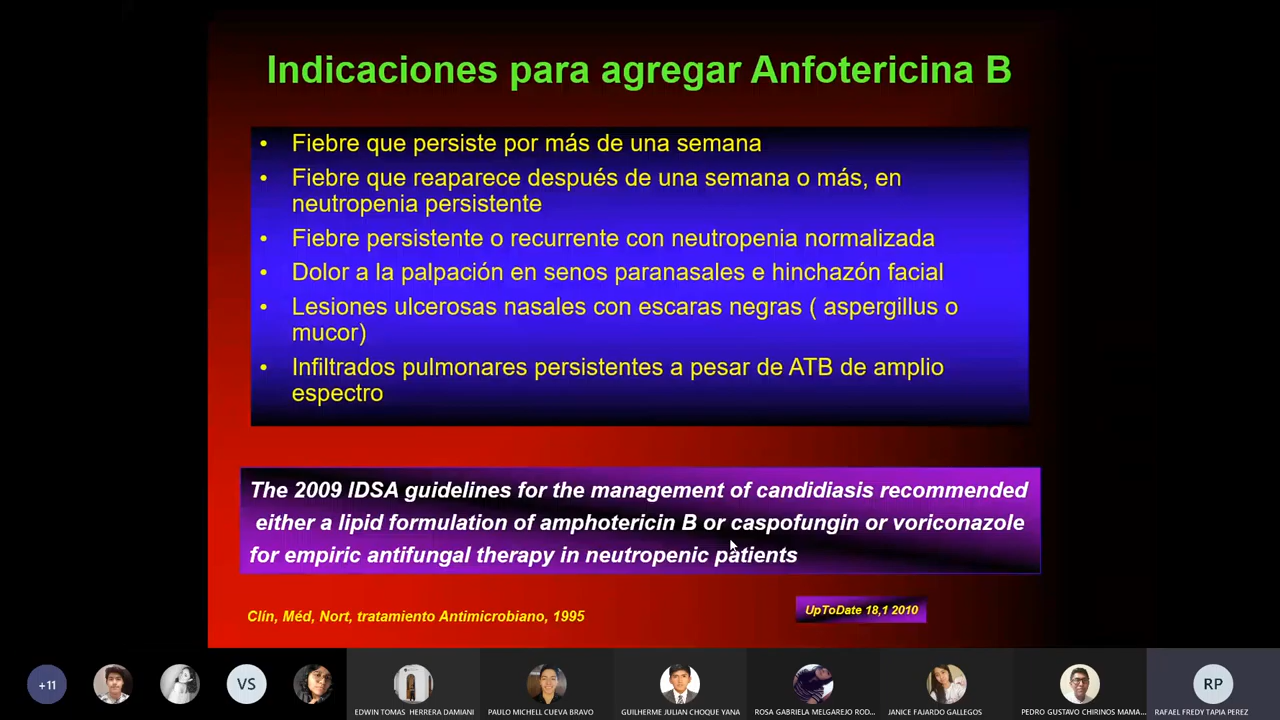 Indicaciones para agregar Anfotericina B
• Fiebre que persiste por más de una semana
• Fiebre que reaparece después de una semana o más, en
neutropenia persistente
• Fiebre persistente o recurrente con neutropenia normalizada
• Dolor a la palpación en senos paranasales e hinchazón facial
• Lesiones ulcerosas nasales con escaras negras ( aspergillus o
mucor)
• Infiltrados pulmonares persistentes a pesar de ATB de amplio
espectro
The 2009 IDSA guidelines for the management of candidiasis recommended
either a lipid formulation of amphotericin B or caspofungin or voriconazole
for empiric antifungal therapy in neutropenic patients
Clín, Méd, Nort, tratamiento Antimicrobiano, 1995
UpToDate 18,1 2010
+11
VS
RP
EDWIN TOMAS HERRERA DAMIANI
PAULO MICHELL CUEVA BRAVO
GUILHERME JULIAN CHOQUE YANA
ROSA GABRIELA MELGAREJO ROD...
JANICE FAJARDO GALLEGOS
PEDRO GUSTAVO CHIRINOS MAMA...
RAFAEL FREDY TAPIA PEREZ